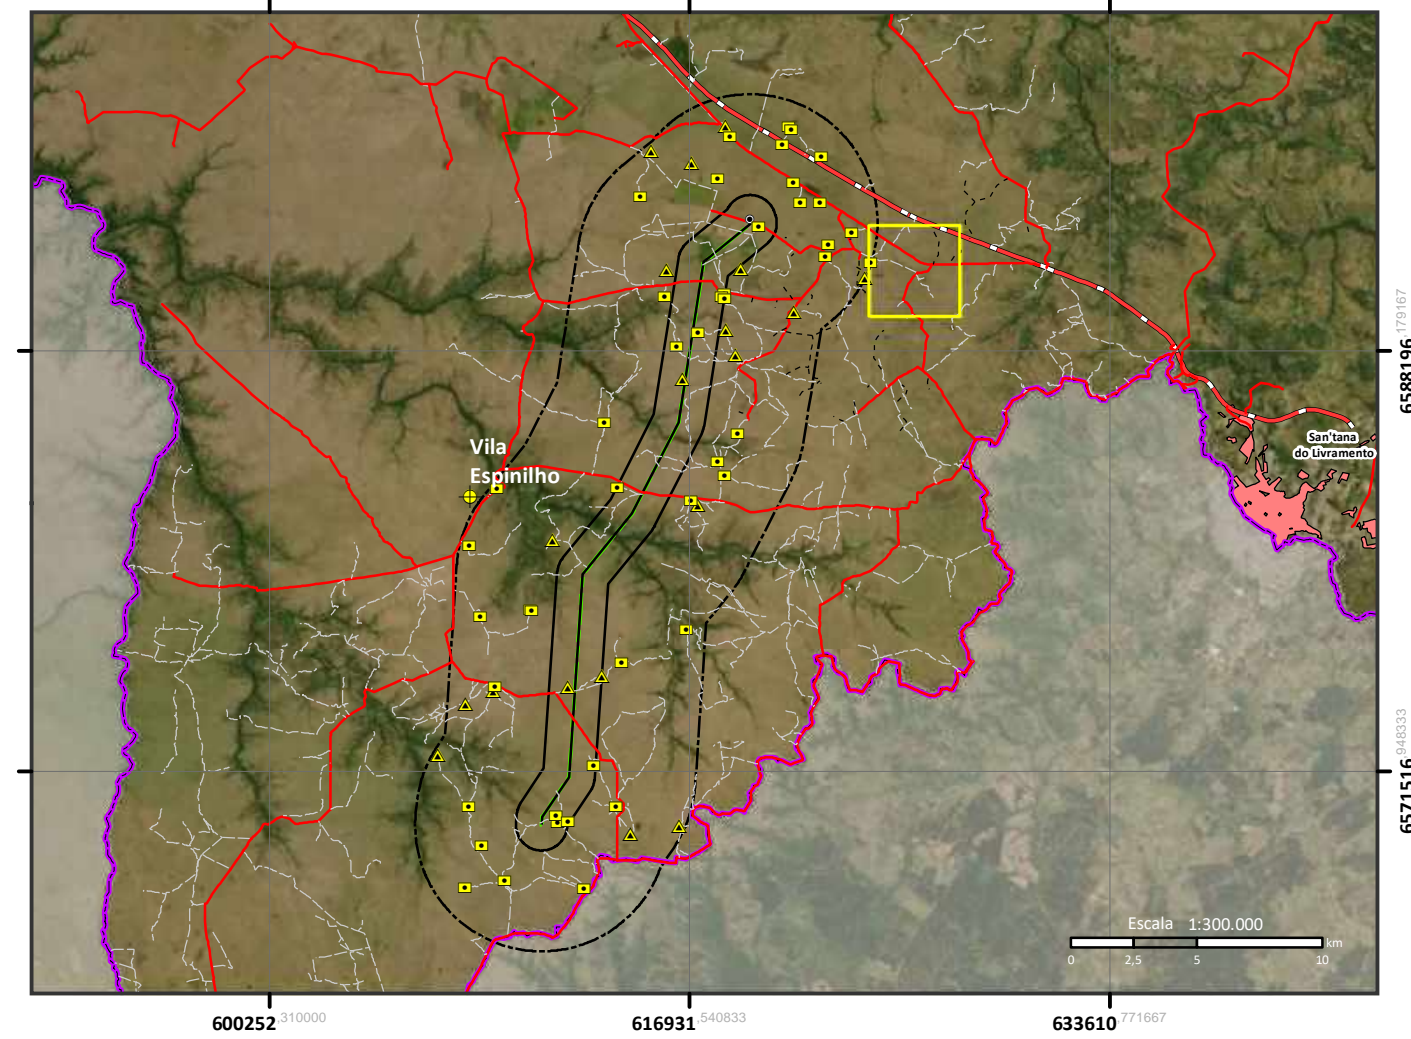 6588196,179167
Vila
Espinilho
San'tana
do Livramento
6571516,948333
Escala 1:300.000
km
0 2,5 5 10
600252,310000 616931,540833 633610,771667